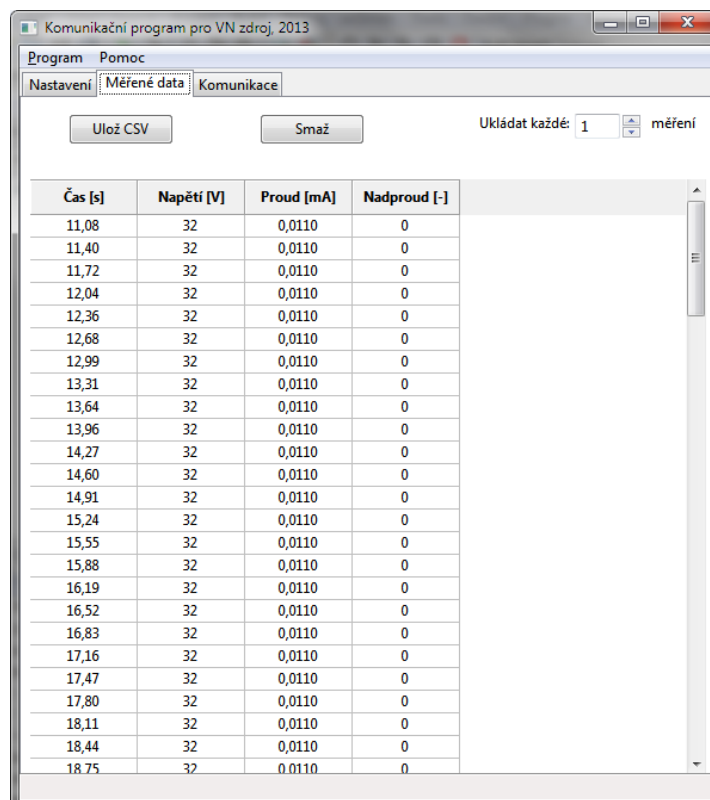 Komunikační program pro VN zdroj, 2013
Program Pomoc
Nastavení Měřené data Komunikace
Ulož CSV Smaž Ukládat každé: 1 měření
Čas [s] Napětí [V] Proud [mA] Nadproud [-]
11,08 32 0,0110 0
11,40 32 0,0110 0
11,72 32 0,0110 0
12,04 32 0,0110 0
12,36 32 0,0110 0
12,68 32 0,0110 0
12,99 32 0,0110 0
13,31 32 0,0110 0
13,64 32 0,0110 0
13,96 32 0,0110 0
14,27 32 0,0110 0
14,60 32 0,0110 0
14,91 32 0,0110 0
15,24 32 0,0110 0
15,55 32 0,0110 0
15,88 32 0,0110 0
16,19 32 0,0110 0
16,52 32 0,0110 0
16,83 32 0,0110 0
17,16 32 0,0110 0
17,47 32 0,0110 0
17,80 32 0,0110 0
18,11 32 0,0110 0
18,44 32 0,0110 0
18,75 32 0,0110 0